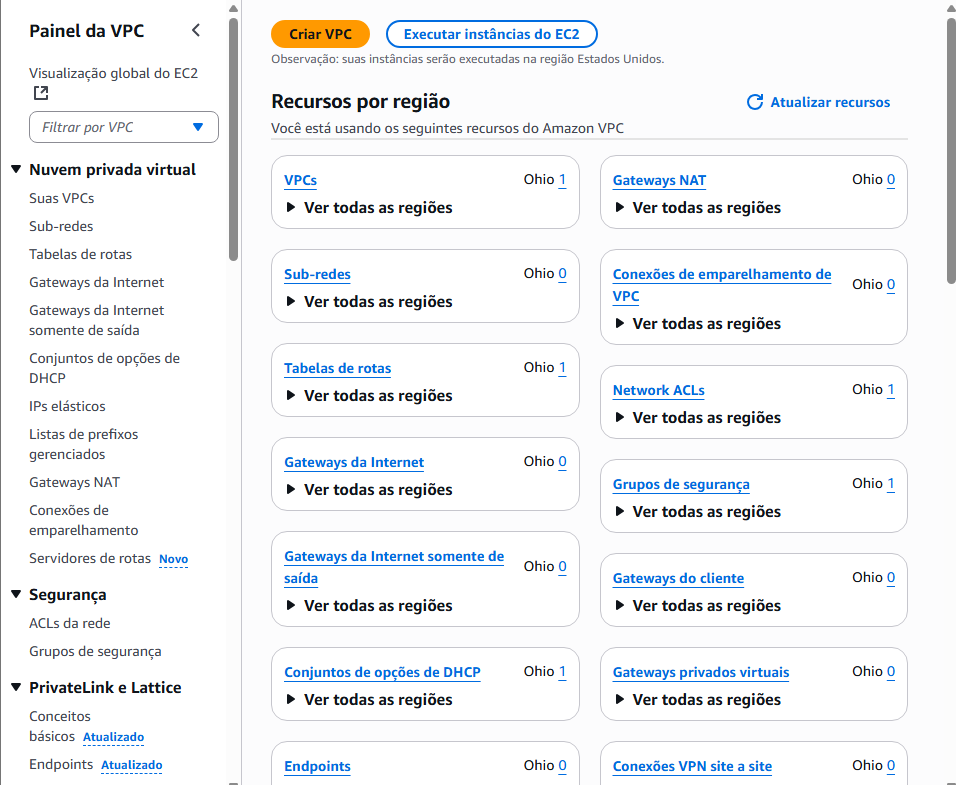 Painel da VPC
Visualização global do EC2
Filtrar por VPC
Nuvem privada virtual
Suas VPCs
Sub-redes
Tabelas de rotas
Gateways da Internet
Gateways da Internet
somente de saída
Conjuntos de opções de
DHCP
IPs elásticos
Listas de prefixos
gerenciados
Gateways NAT
Conexões de
emparelhamento
Servidores de rotas Novo
Segurança
ACLs da rede
Grupos de segurança
PrivateLink e Lattice
Conceitos
básicos Atualizado
Endpoints Atualizado
Criar VPC
Executar instâncias do EC2
Observação: suas instâncias serão executadas na região Estados Unidos.
Recursos por região
Atualizar recursos
Você está usando os seguintes recursos do Amazon VPC
VPCs Ohio 1
Ver todas as regiões
Sub-redes Ohio 0
Ver todas as regiões
Tabelas de rotas Ohio 1
Ver todas as regiões
Gateways da Internet Ohio 0
Ver todas as regiões
Gateways da Internet somente de
saída Ohio 0
Ver todas as regiões
Conjuntos de opções de DHCP Ohio 1
Ver todas as regiões
Endpoints Ohio 0
Gateways NAT Ohio 0
Ver todas as regiões
Conexões de emparelhamento de
VPC Ohio 0
Ver todas as regiões
Network ACLs Ohio 1
Ver todas as regiões
Grupos de segurança Ohio 1
Ver todas as regiões
Gateways do cliente Ohio 0
Ver todas as regiões
Gateways privados virtuais Ohio 0
Ver todas as regiões
Conexões VPN site a site Ohio 0